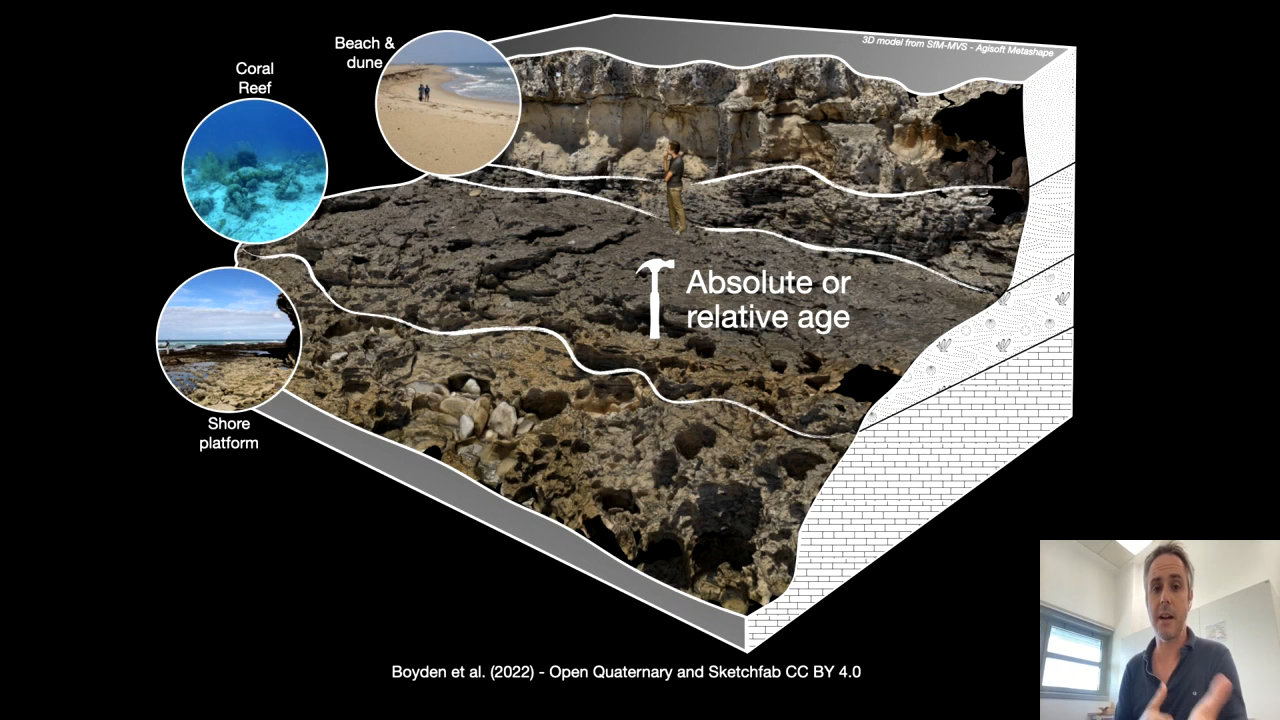 3D model from SfM-MVS - Agisoft Metashape
Beach &
dune
Coral
Reef
Absolute or
relative age
Shore
platform
Boyden et al. (2022) - Open Quaternary and Sketchfab CC BY 4.0